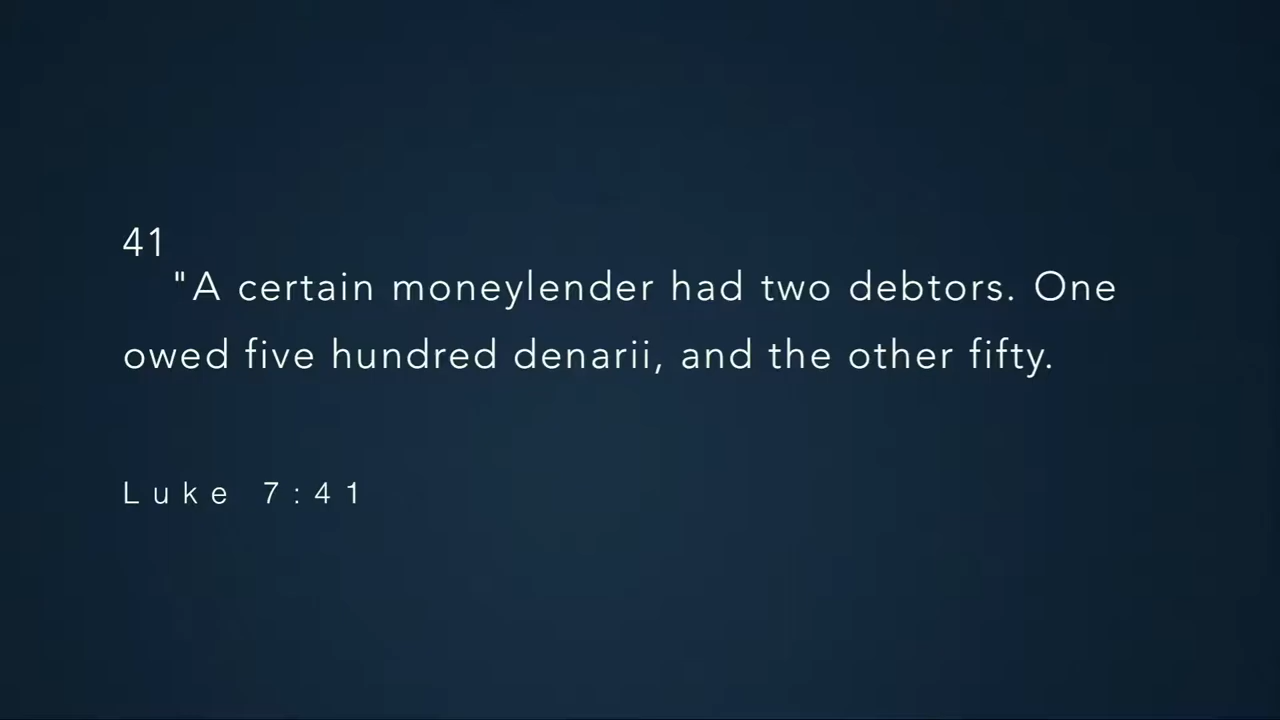 41
"A certain moneylender had two debtors. One
owed five hundred denarii, and the other fifty.
Luke 7:41